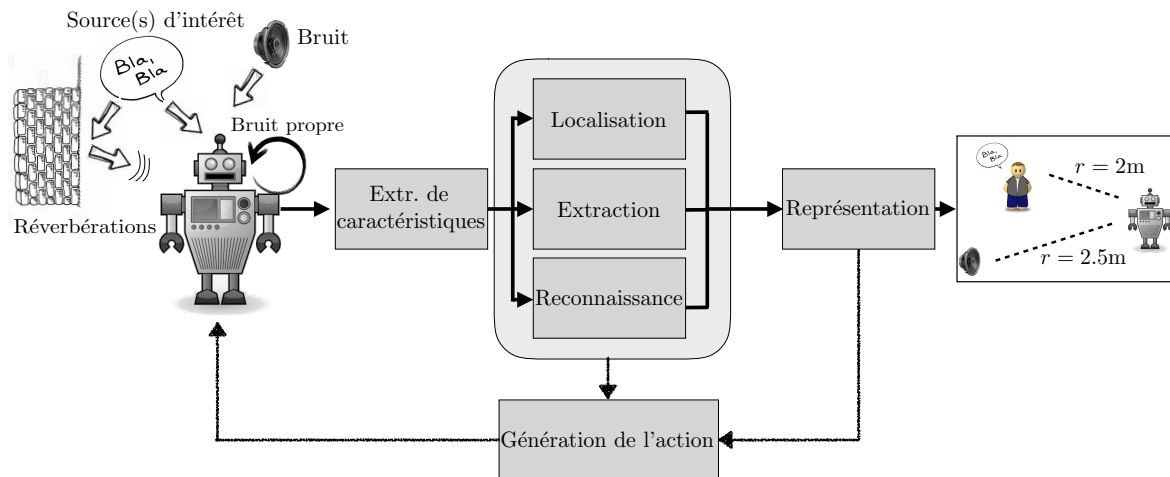 Source(s) d'intérêt
Bruit
Bla,
Bla
Bruit propre
Réverbérations
Extr. de
caractéristiques
Localisation
Extraction
Reconnaissance
Représentation
Bla,
Bla
r = 2m
r = 2.5m
Génération de l'action